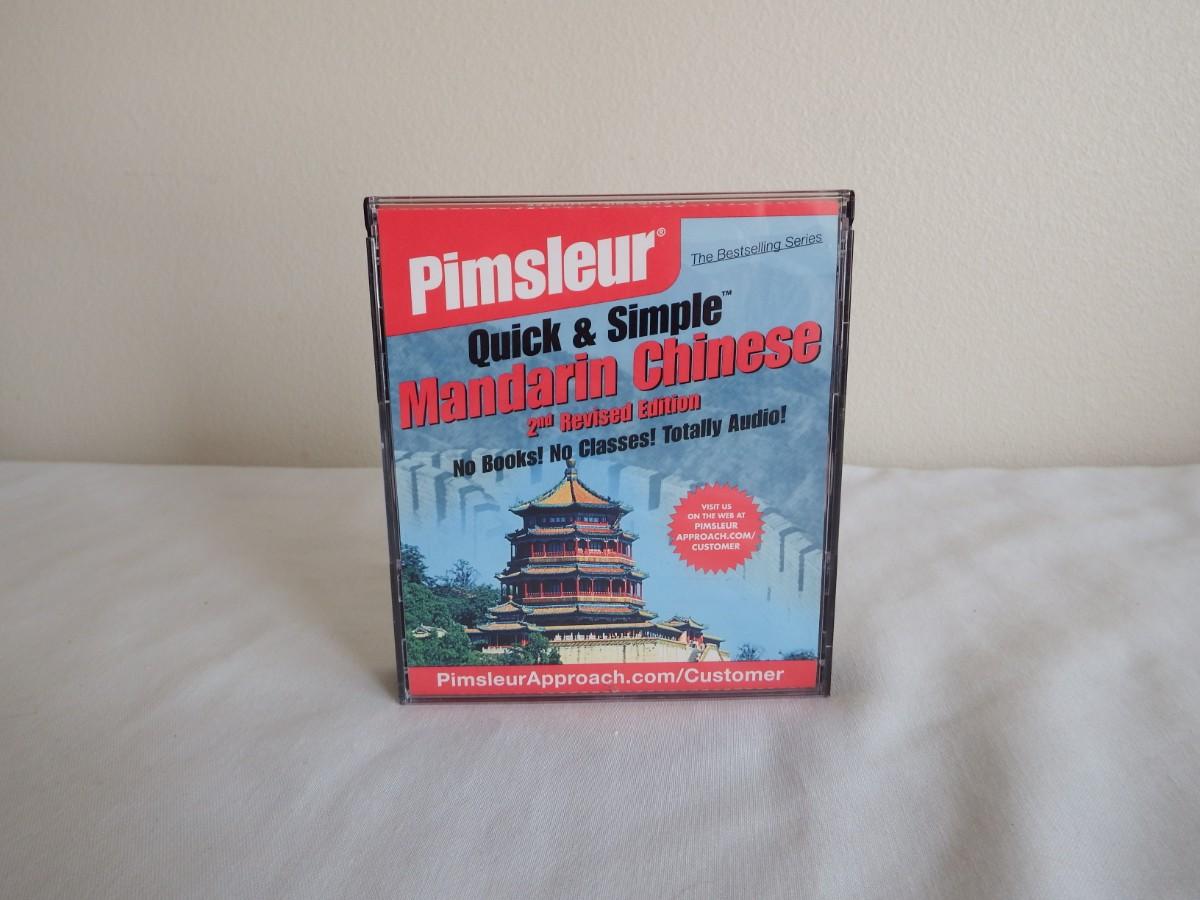 Pimsleur®
The Bestselling Series
Quick & Simple™
Mandarin Chinese
2nd Revised Edition
No Books! No Classes! Totally Audio!
VISIT US
ON THE WEB AT
PIMSLEUR
APPROACH.COM/
CUSTOMER
PimsleurApproach.com/Customer